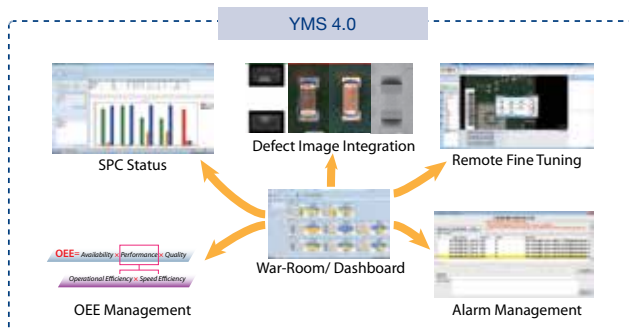 YMS 4.0
SPC Status
Defect Image Integration
Remote Fine Tuning
War-Room/ Dashboard
OEE= Availability × Performance × Quality
Operational Efficiency × Speed Efficiency
OEE Management
Alarm Management